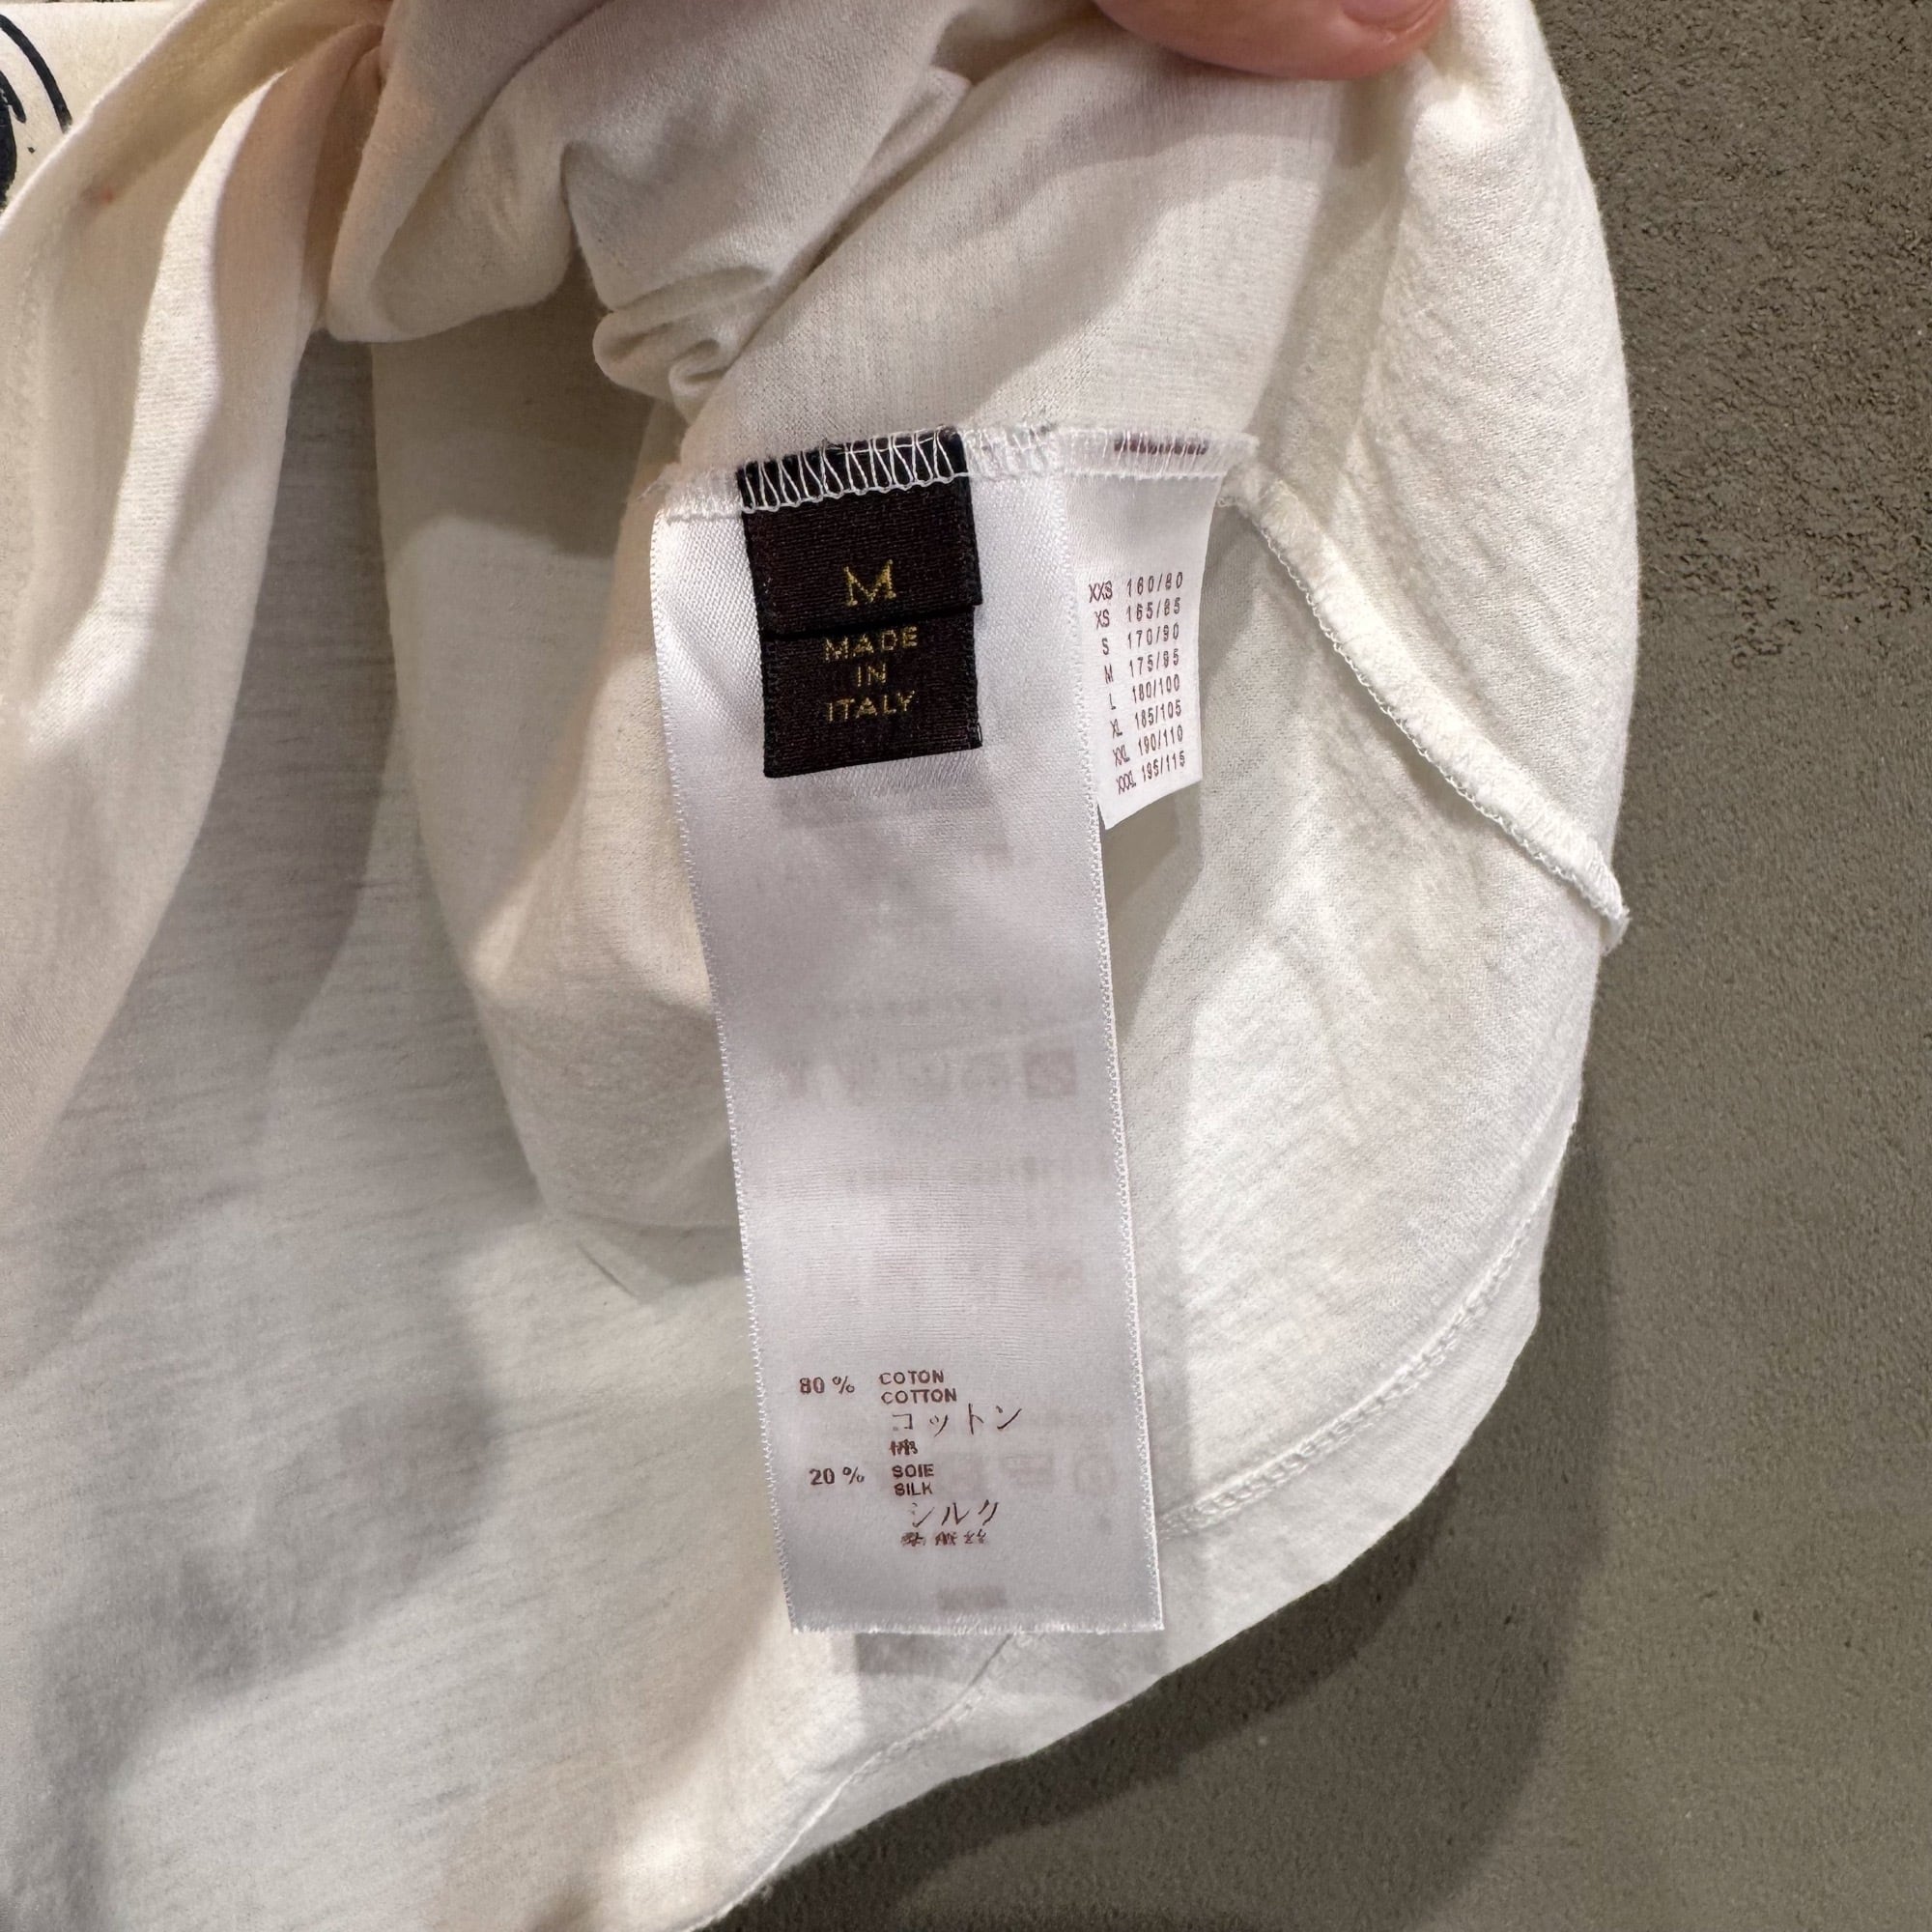 M
MADE
IN
ITALY
XXS 160/80
XS 165/85
S 170/90
M 175/95
L 180/100
XL 185/105
XXL 190/110
XXXL 195/115
80 % COTON
COTTON
コットン
棉
20 % SOIE
SILK
シルク